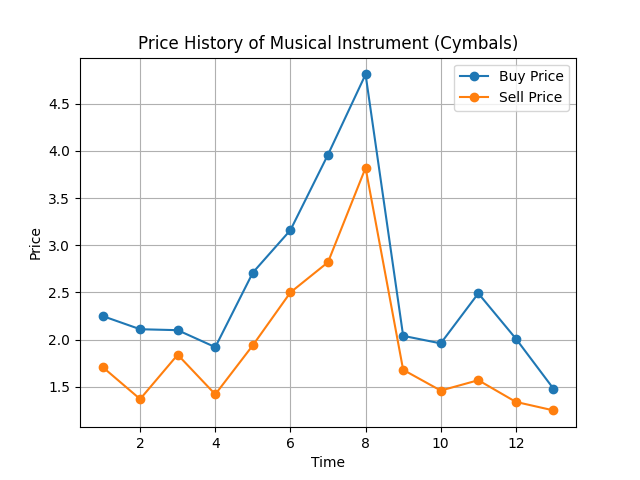 Price History of Musical Instrument (Cymbals)
Buy Price
Sell Price
4.5
4.0
3.5
3.0
2.5
2.0
1.5
Price
2 4 6 8 10 12
Time